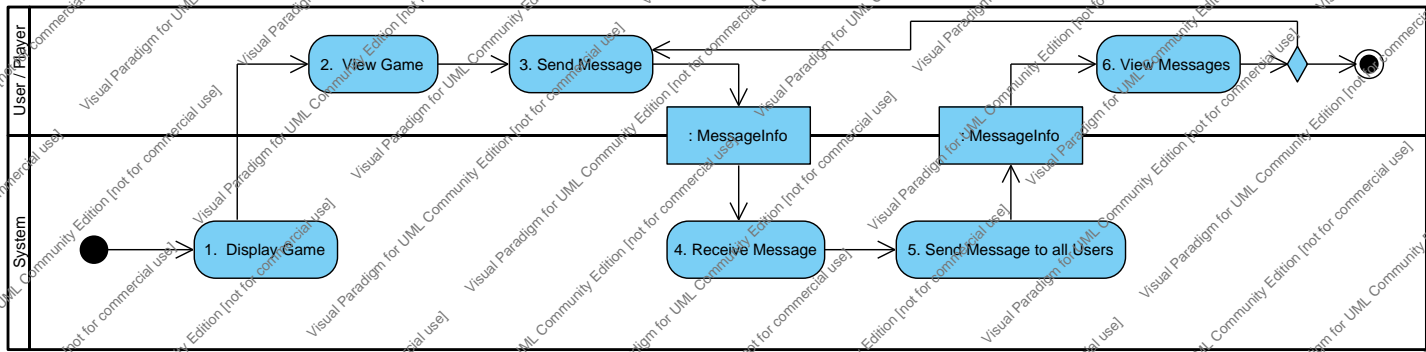 User / Player
2. View Game
3. Send Message
6. View Messages
: MessageInfo
: MessageInfo
System
1. Display Game
4. Receive Message
5. Send Message to all Users
Visual Paradigm for UML Community Edition [not for commercial use]